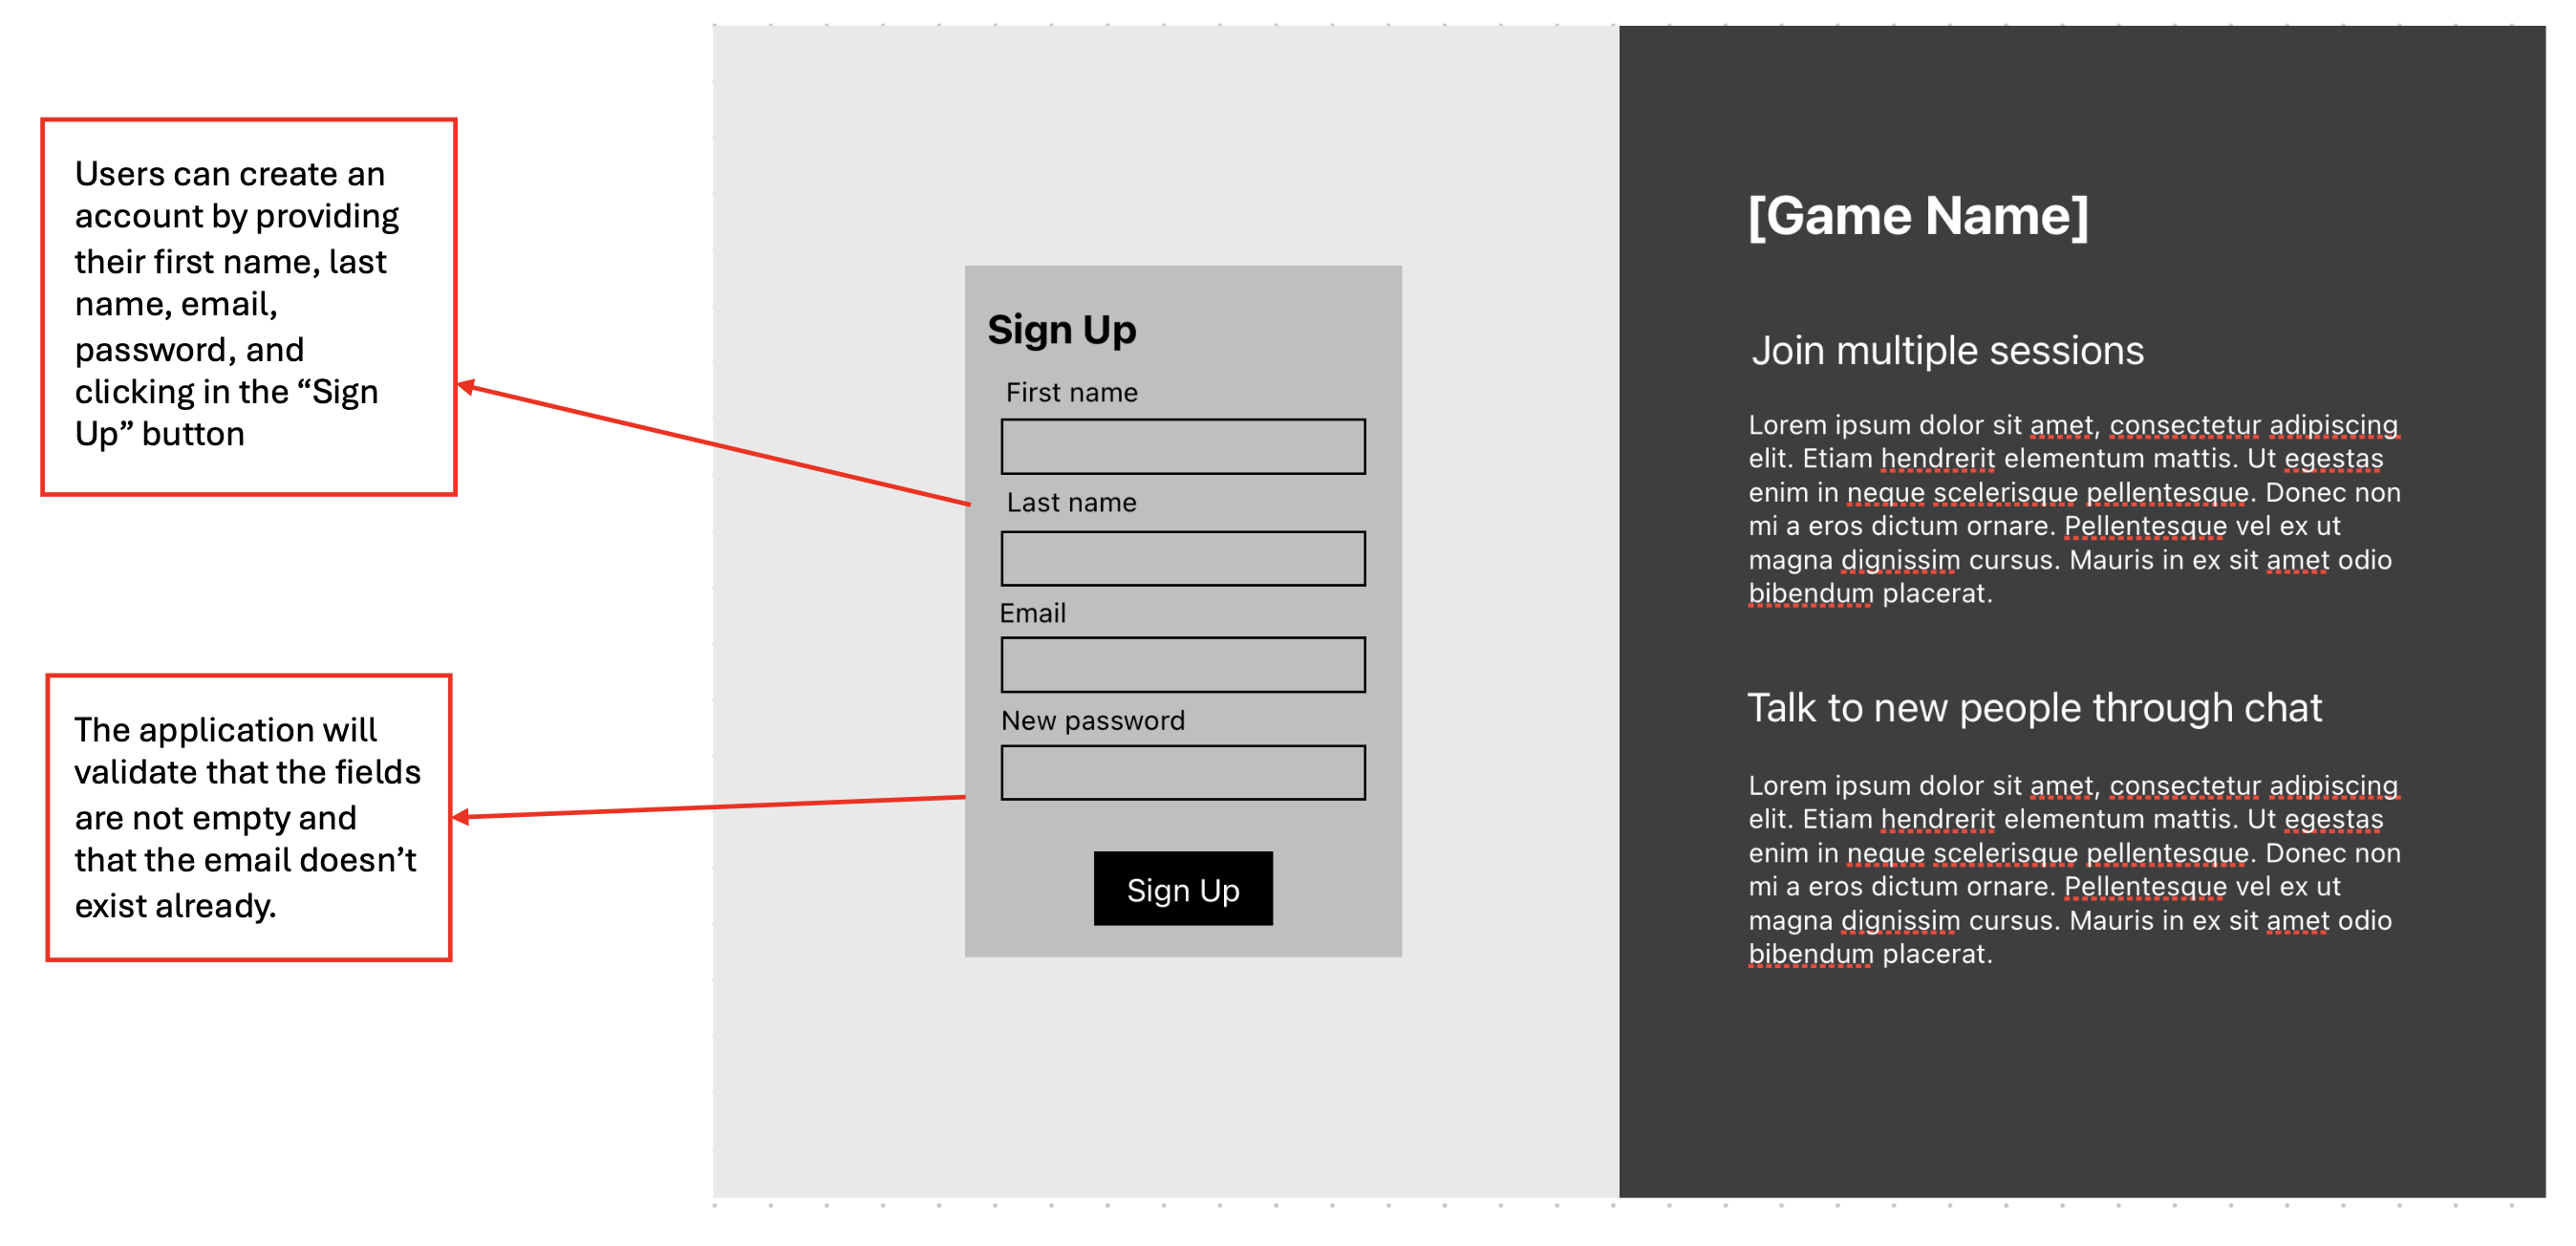 Users can create an
account by providing
their first name, last
name, email,
password, and
clicking in the “Sign
Up” button
The application will
validate that the fields
are not empty and
that the email doesn’t
exist already.
Sign Up
First name
Last name
Email
New password
Sign Up
[Game Name]
Join multiple sessions
Lorem ipsum dolor sit amet, consectetur adipiscing
elit. Etiam hendrerit elementum mattis. Ut egestas
enim in neque scelerisque pellentesque. Donec non
mi a eros dictum ornare. Pellentesque vel ex ut
magna dignissim cursus. Mauris in ex sit amet odio
bibendum placerat.
Talk to new people through chat
Lorem ipsum dolor sit amet, consectetur adipiscing
elit. Etiam hendrerit elementum mattis. Ut egestas
enim in neque scelerisque pellentesque. Donec non
mi a eros dictum ornare. Pellentesque vel ex ut
magna dignissim cursus. Mauris in ex sit amet odio
bibendum placerat.